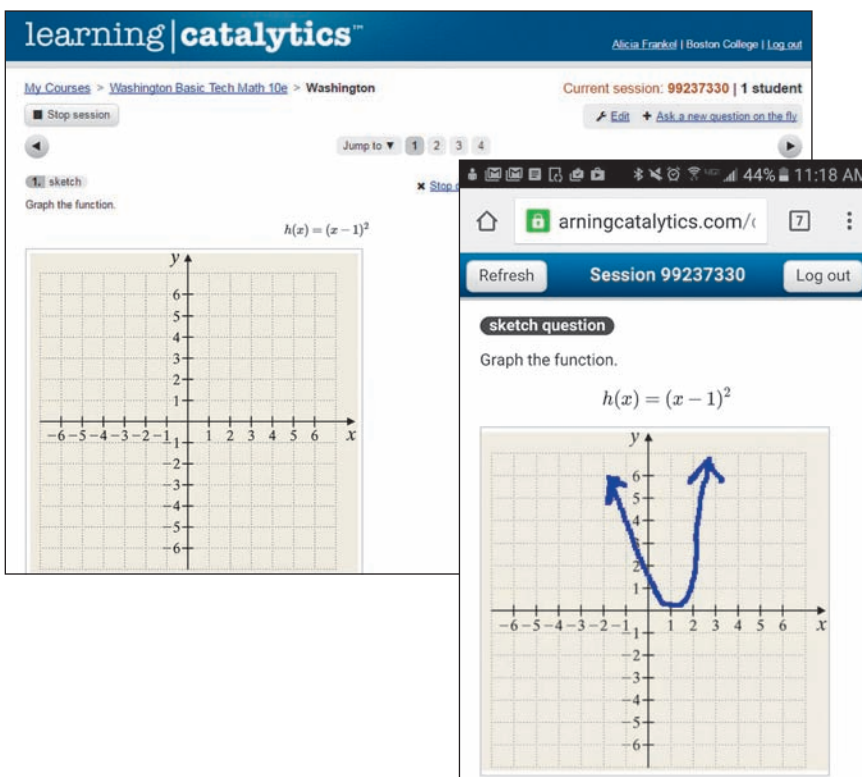 learning|catalytics™
Alicia Frankel | Boston College | Log out
My Courses > Washington Basic Tech Math 10e > Washington
Current session: 99237330 | 1 student
Stop session
Edit + Ask a new question on the fly
Jump to ▼ 1 2 3 4
1. sketch
Stop
Graph the function.
h(x) = (x − 1)²
y
6
5
4
3
2
1
−6 −5 −4 −3 −2 −1 1 2 3 4 5 6 x
−1
−2
−3
−4
−5
−6
44% 11:18 AM
arningcatalytics.com/
7
Refresh Session 99237330 Log out
sketch question
Graph the function.
h(x) = (x − 1)²
y
6
5
4
2
1
−6 −5 −4 −3 −2 −1 1 2 3 4 5 6 x
−1
−2
−3
−4
−5
−6